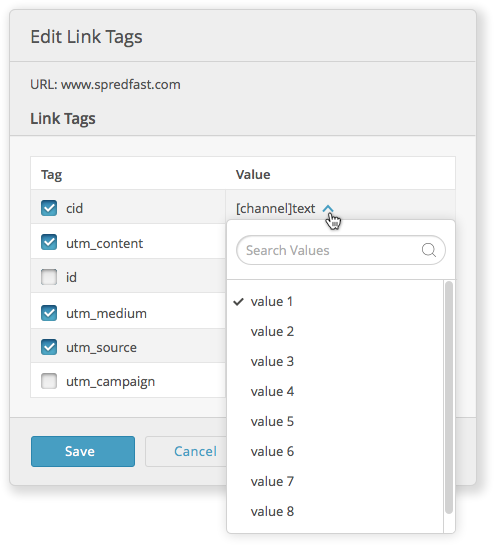 Edit Link Tags
URL: www.spredfast.com
Link Tags
Tag Value
cid [channel]text
utm_content
id
utm_medium
utm_source
utm_campaign
Search Values
value 1
value 2
value 3
value 4
value 5
value 6
value 7
value 8
Save Cancel